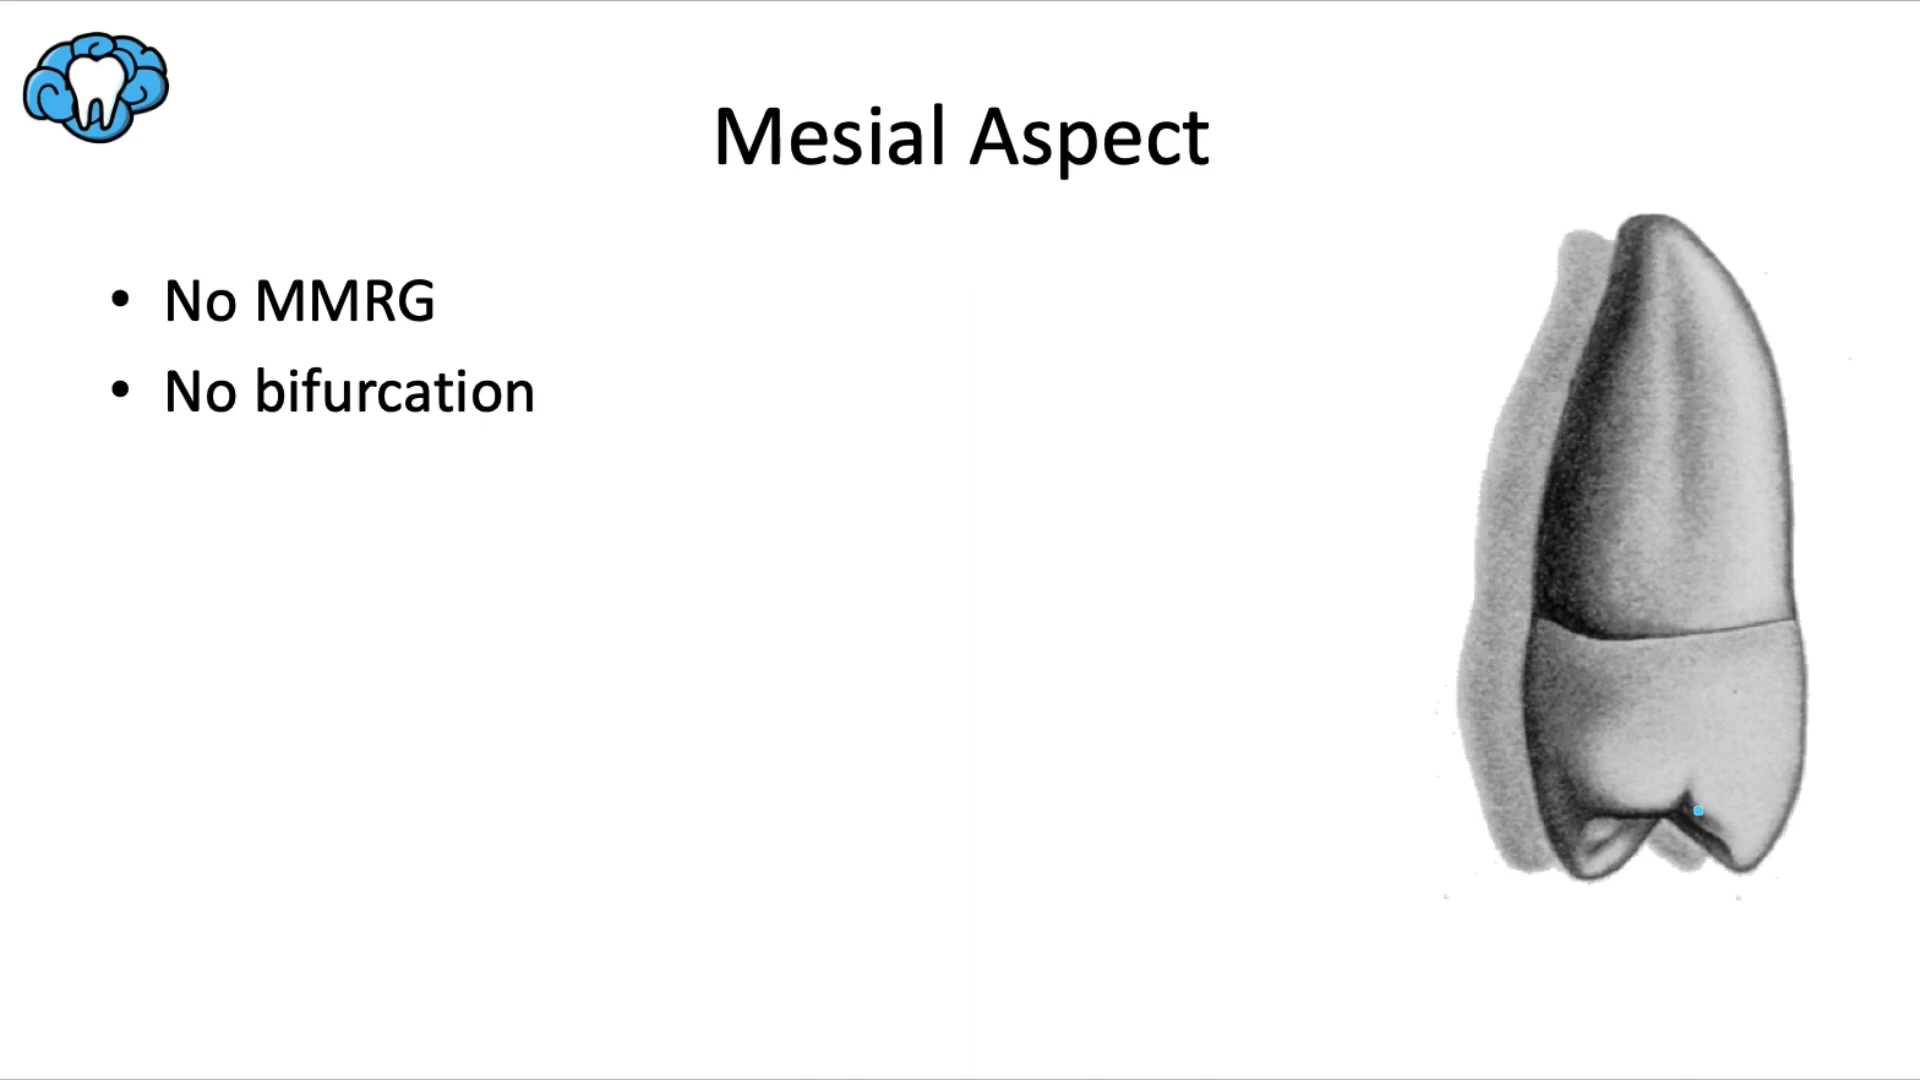 Mesial Aspect
• No MMRG
• No bifurcation